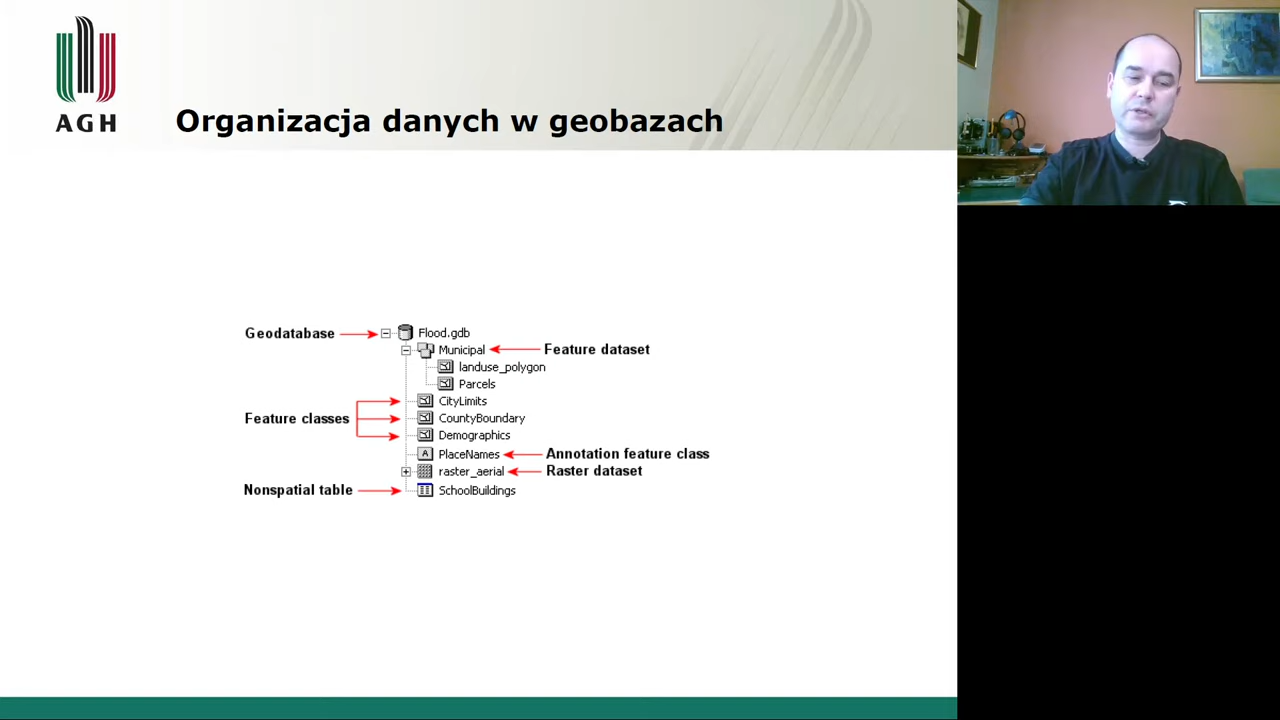 AGH
Organizacja danych w geobazach
Geodatabase
Flood.gdb
Municipal
Feature dataset
landuse_polygon
Parcels
CityLimits
Feature classes
CountyBoundary
Demographics
A
PlaceNames
Annotation feature class
raster_aerial
Raster dataset
Nonspatial table
SchoolBuildings